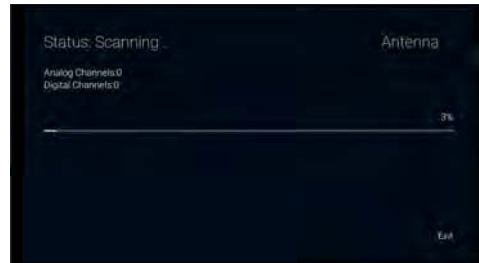 Status: Scanning..
Antenna
Analog Channels:0
Digital Channels:0
3%
Exit